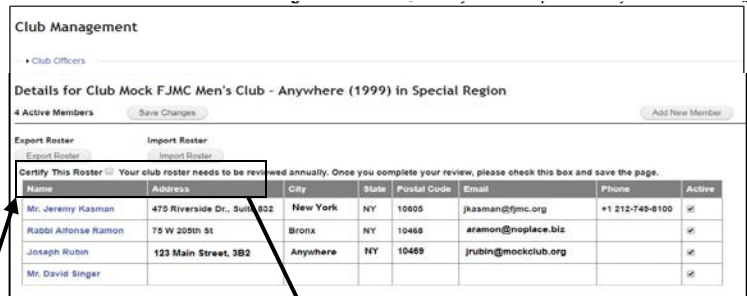 Club Management
Club Officers
Details for Club Mock FJMC Men's Club - Anywhere (1999) in Special Region
4 Active Members Save Changes Add New Member
Export Roster Import Roster
Export Roster Import Roster
Certify This Roster Your club roster needs to be reviewed annually. Once you complete your review, please check this box and save the page.
Name Address City State Postal Code Email Phone Active
Mr. Jeremy Kasman 475 Riverside Dr., Suite 832 New York NY 10605 jkasman@fjmc.org +1 212-749-8100
Rabbi Alfonse Ramon 75 W 205th St Bronx NY 10468 aramon@noplace.biz
Joseph Rubin 123 Main Street, 3B2 Anywhere NY 10469 jrubin@mockclub.org
Mr. David Singer